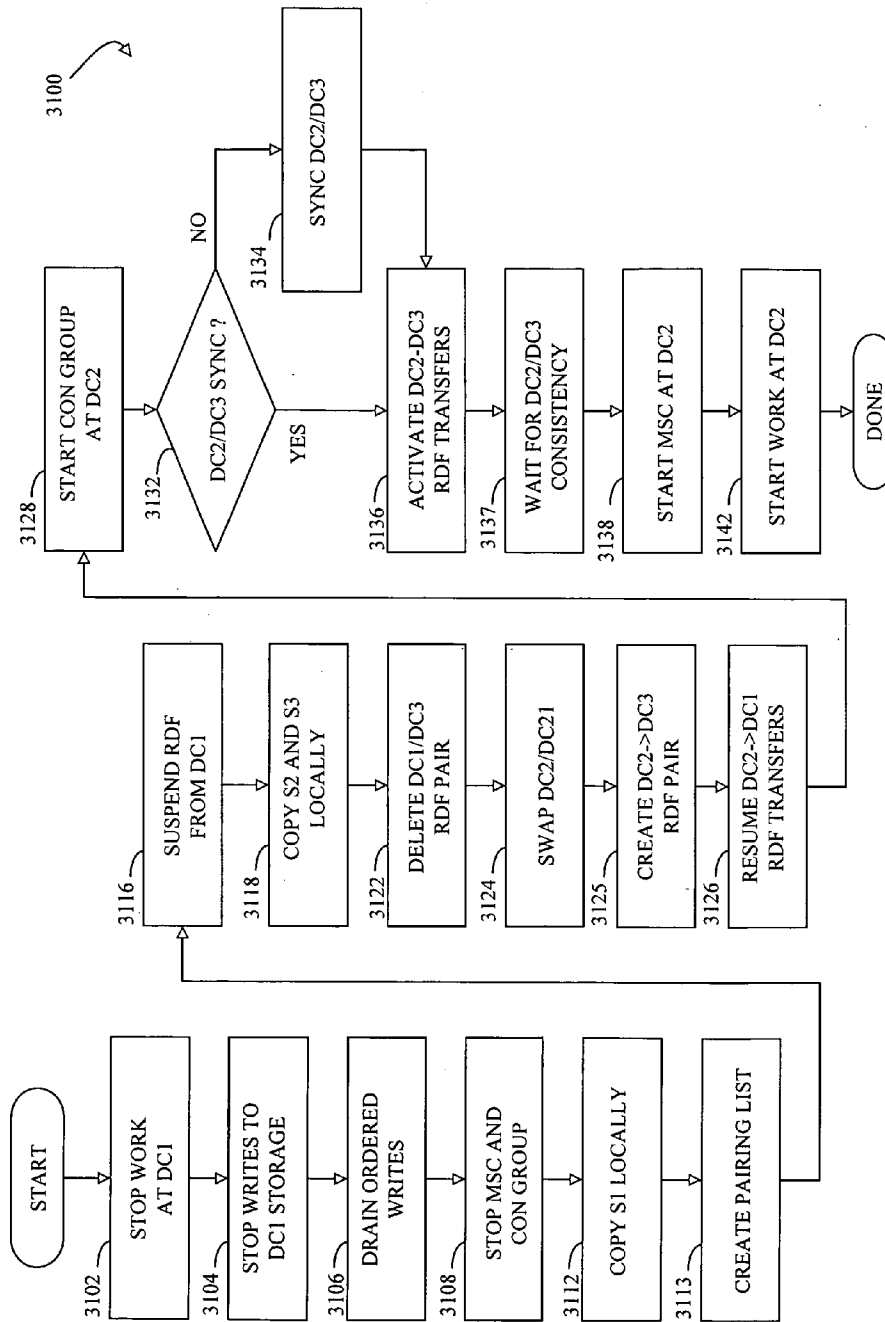 3100
START
3102
STOP WORK
AT DC1
3104
STOP WRITES TO
DC1 STORAGE
3106
DRAIN ORDERED
WRITES
3108
STOP MSC AND
CON GROUP
3112
COPY S1 LOCALLY
3113
CREATE PAIRING LIST
3116
SUSPEND RDF
FROM DC1
3118
COPY S2 AND S3
LOCALLY
3122
DELETE DC1/DC3
RDF PAIR
3124
SWAP DC2/DC21
3125
CREATE DC2->DC3
RDF PAIR
3126
RESUME DC2->DC1
RDF TRANSFERS
3128
START CON GROUP
AT DC2
3132
DC2/DC3 SYNC ?
NO
YES
3134
SYNC DC2/DC3
3136
ACTIVATE DC2-DC3
RDF TRANSFERS
3137
WAIT FOR DC2/DC3
CONSISTENCY
3138
START MSC AT DC2
3142
START WORK AT DC2
DONE